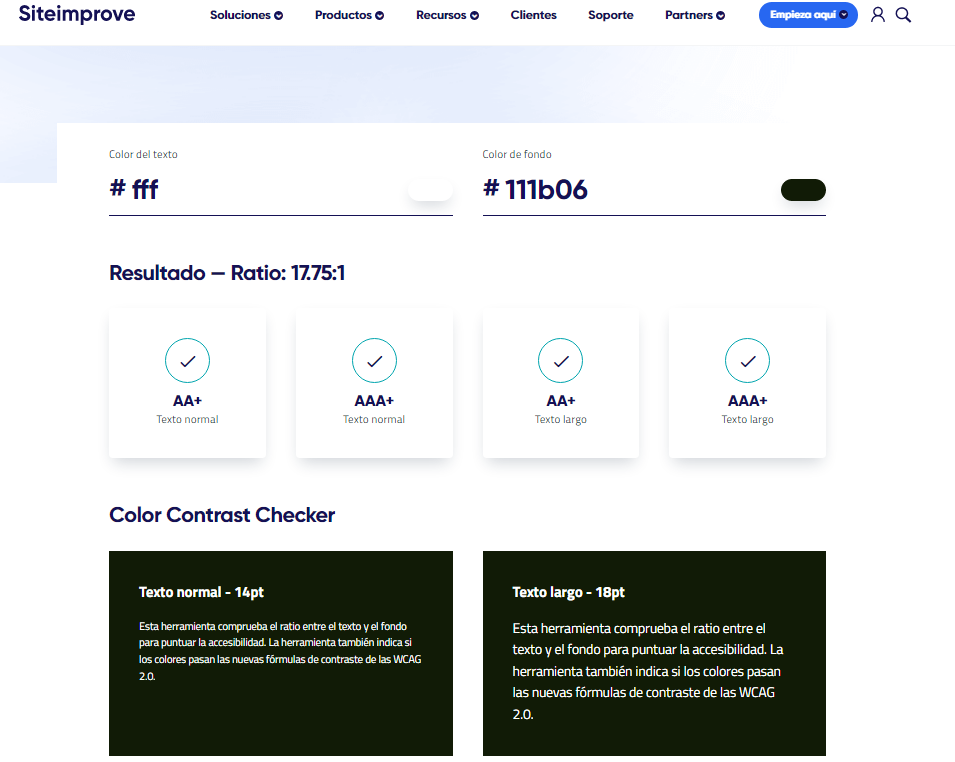 Siteimprove
Soluciones
Productos
Recursos
Clientes
Soporte
Partners
Empieza aquí
Color del texto
# fff
Color de fondo
# 111b06
Resultado — Ratio: 17.75:1
AA+
Texto normal
AAA+
Texto normal
AA+
Texto largo
AAA+
Texto largo
Color Contrast Checker
Texto normal - 14pt
Esta herramienta comprueba el ratio entre el texto y el fondo
para puntuar la accesibilidad. La herramienta también indica si
los colores pasan las nuevas fórmulas de contraste de las WCAG
2.0.
Texto largo - 18pt
Esta herramienta comprueba el ratio entre el
texto y el fondo para puntuar la accesibilidad. La
herramienta también indica si los colores pasan
las nuevas fórmulas de contraste de las WCAG
2.0.